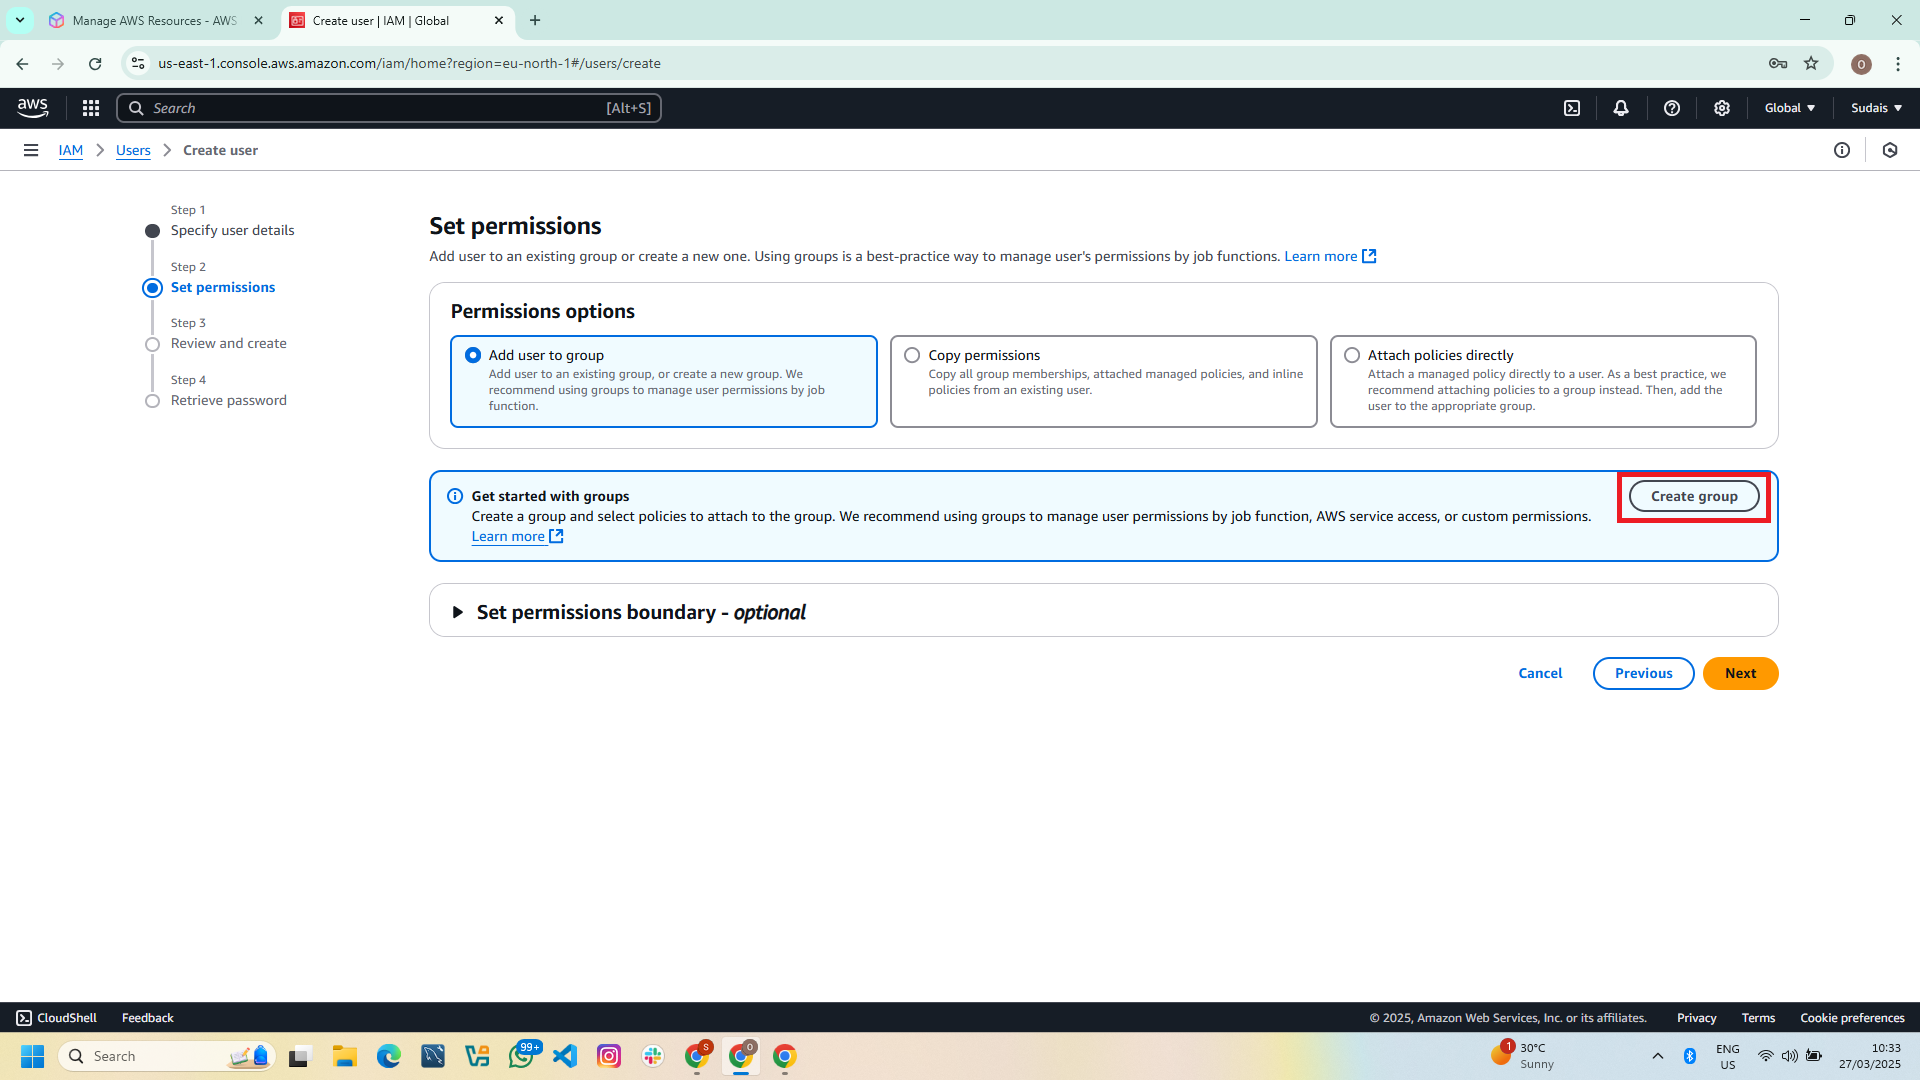 Manage AWS Resources - AWS
Create user | IAM | Global
us-east-1.console.aws.amazon.com/iam/home?region=eu-north-1#/users/create
O
aws
Search
[Alt+S]
Global
Sudais
IAM
Users
Create user
Step 1
Specify user details
Step 2
Set permissions
Step 3
Review and create
Step 4
Retrieve password
Set permissions
Add user to an existing group or create a new one. Using groups is a best-practice way to manage user's permissions by job functions. Learn more
Permissions options
Add user to group
Add user to an existing group, or create a new group. We
recommend using groups to manage user permissions by job
function.
Copy permissions
Copy all group memberships, attached managed policies, and inline
policies from an existing user.
Attach policies directly
Attach a managed policy directly to a user. As a best practice, we
recommend attaching policies to a group instead. Then, add the
user to the appropriate group.
Get started with groups
Create a group and select policies to attach to the group. We recommend using groups to manage user permissions by job function, AWS service access, or custom permissions.
Learn more
Create group
Set permissions boundary - optional
Cancel
Previous
Next
CloudShell
Feedback
© 2025, Amazon Web Services, Inc. or its affiliates.
Privacy
Terms
Cookie preferences
Search
99+
S
O
1
30°C
Sunny
ENG
US
10:33
27/03/2025